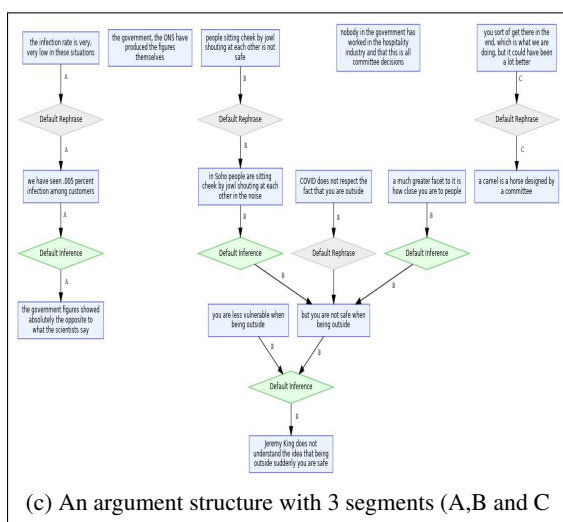 the infection rate is very,
very low in these situations
the government, the ONS have
produced the figures
themselves
people sitting cheek by jowl
shouting at each other is not
safe
nobody in the government has
worked in the hospitality
industry and that this is all
committee decisions
you sort of get there in the
end, which is what we are
doing, but it could have been
a lot better
A
B
C
Default Rephrase
Default Rephrase
Default Rephrase
A
B
C
we have seen .005 percent
infection among customers
in Soho people are sitting
cheek by jowl shouting at each
other in the noise
COVID does not respect the
fact that you are outside
a much greater facet to it is
how close you are to people
a camel is a horse designed by
a committee
A
B
B
B
Default Inference
Default Inference
Default Rephrase
Default Inference
A
B
B
B
the government figures showed
absolutely the opposite to
what the scientists say
you are less vulnerable when
being outside
but you are not safe when
being outside
B
B
Default Inference
B
Jeremy King does not
understand the idea that being
outside suddenly you are safe
(c) An argument structure with 3 segments (A,B and C